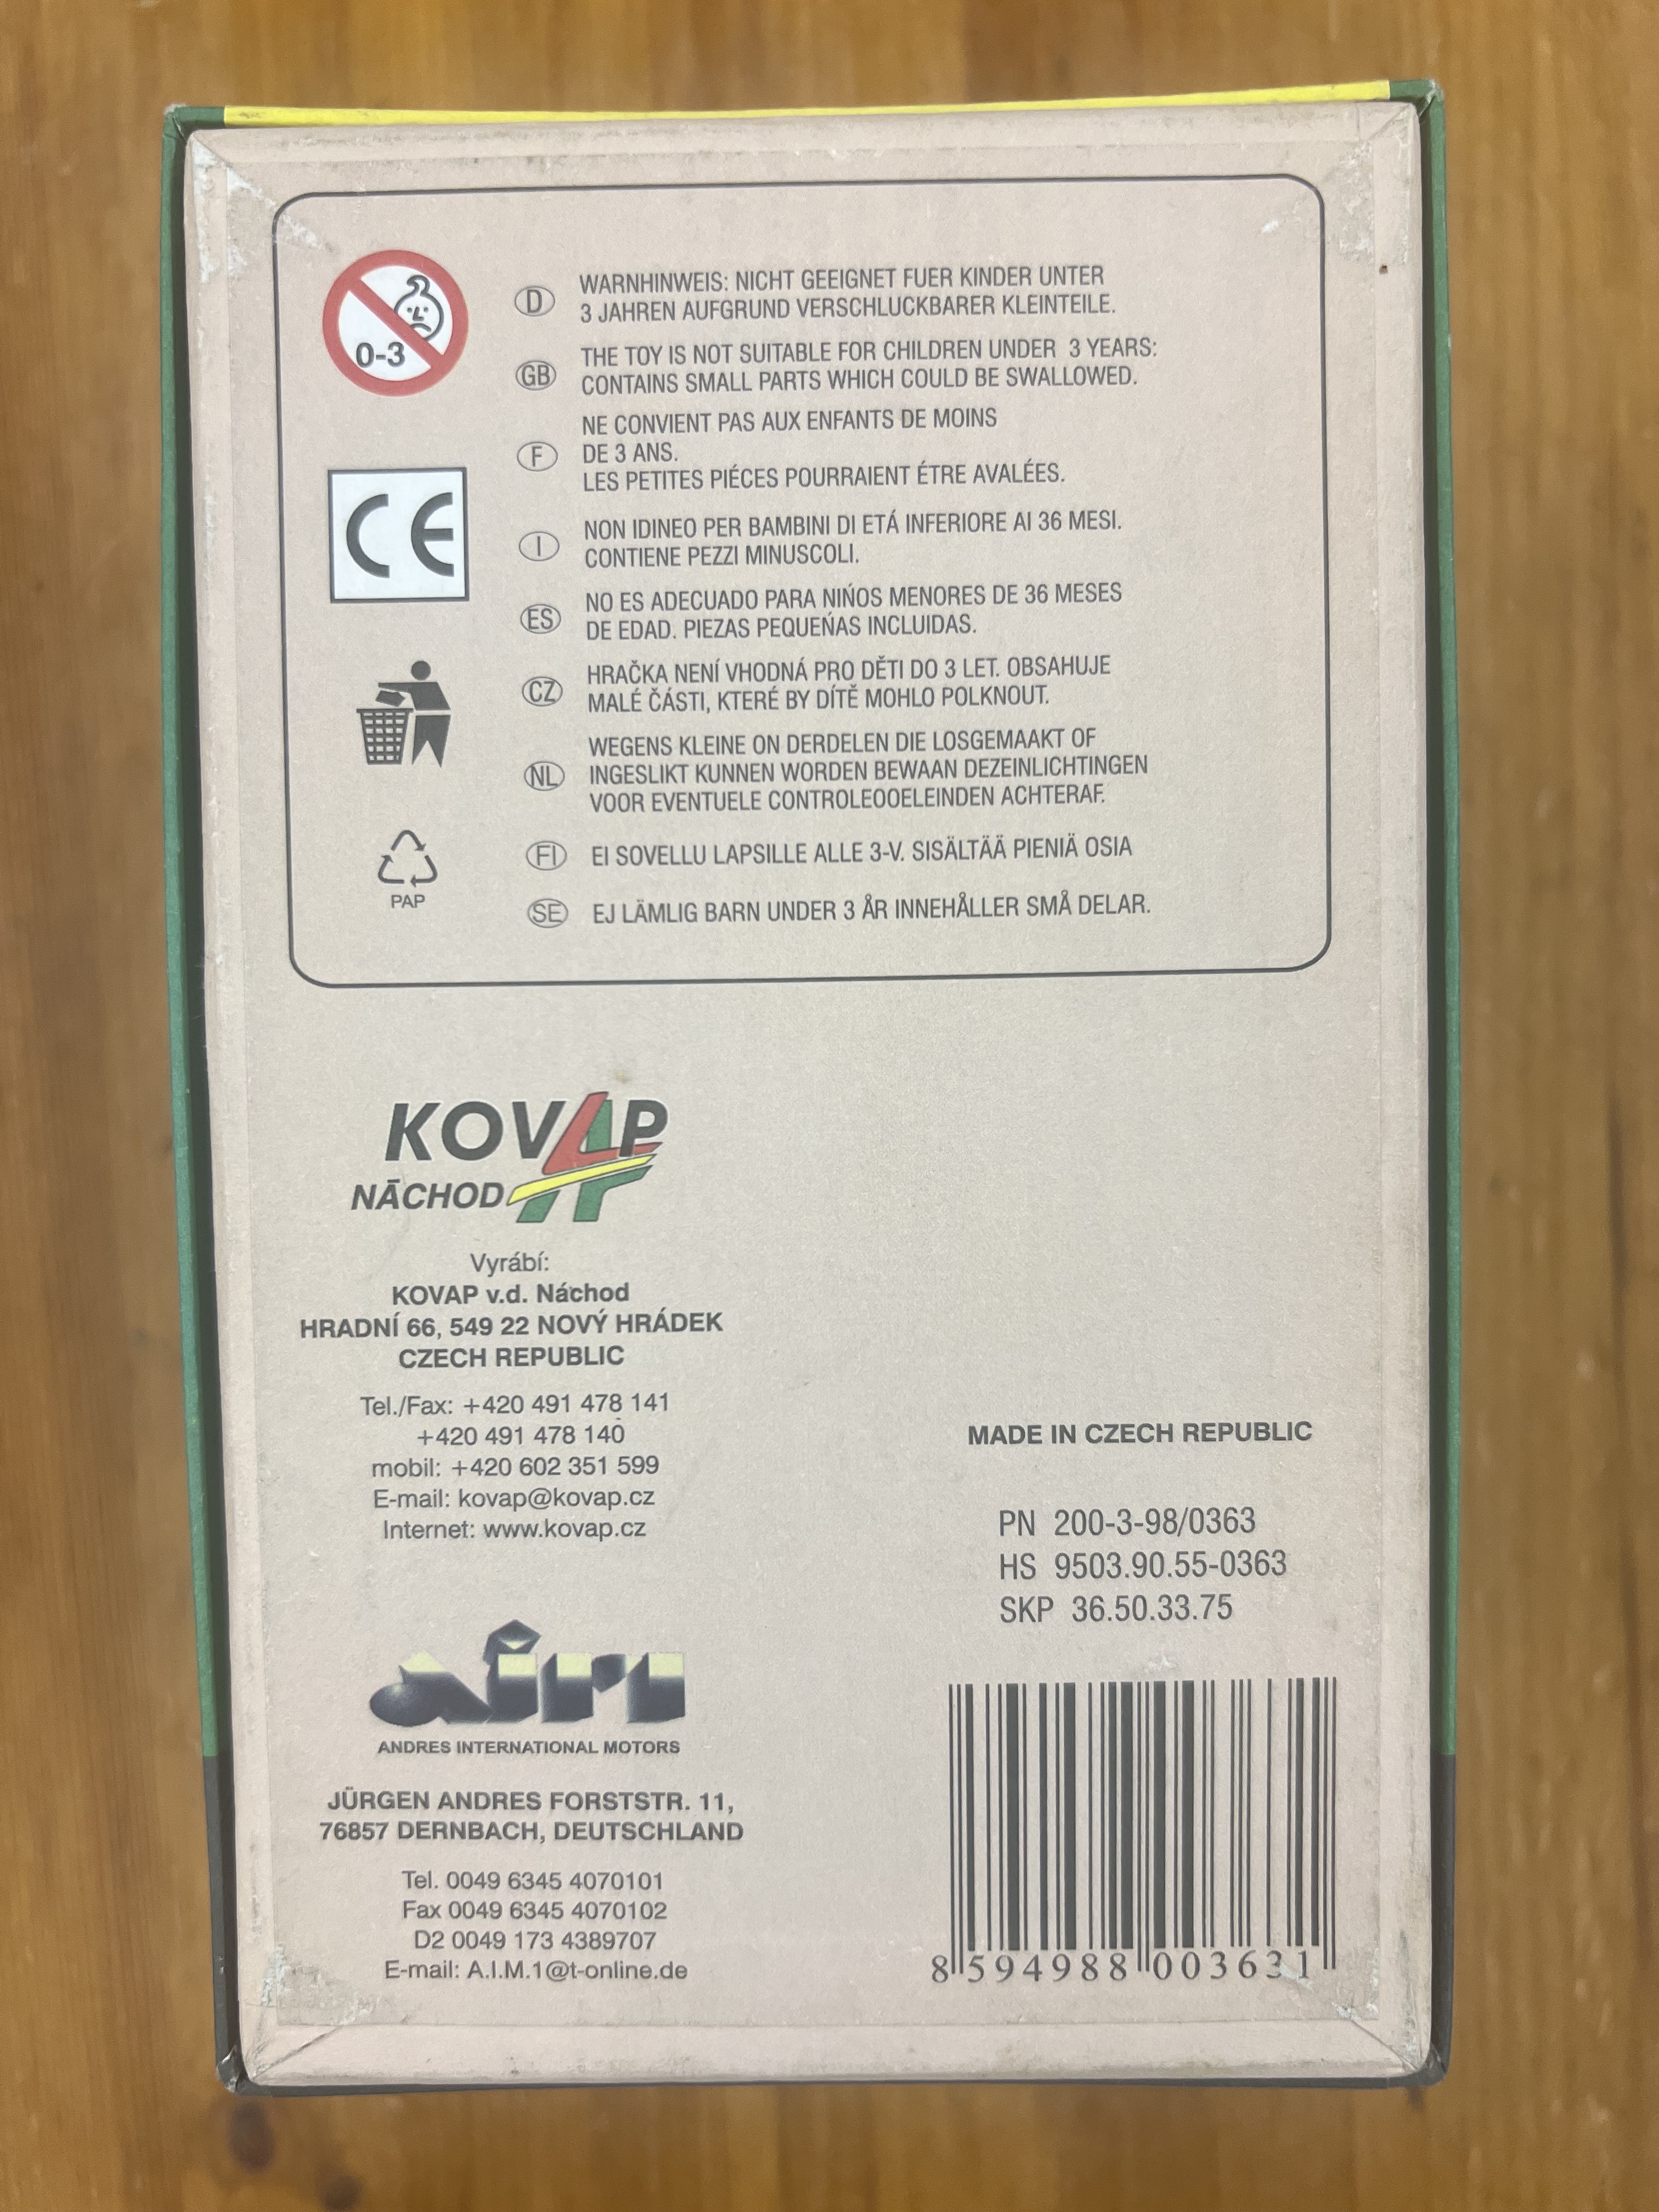 0-3
D
WARNHINWEIS: NICHT GEEIGNET FUER KINDER UNTER
3 JAHREN AUFGRUND VERSCHLUCKBARER KLEINTEILE.
GB
THE TOY IS NOT SUITABLE FOR CHILDREN UNDER 3 YEARS:
CONTAINS SMALL PARTS WHICH COULD BE SWALLOWED.
F
NE CONVIENT PAS AUX ENFANTS DE MOINS
DE 3 ANS.
LES PETITES PIÉCES POURRAIENT ÉTRE AVALÉES.
CE
I
NON IDINEO PER BAMBINI DI ETÁ INFERIORE AI 36 MESI.
CONTIENE PEZZI MINUSCOLI.
ES
NO ES ADECUADO PARA NIŃOS MENORES DE 36 MESES
DE EDAD. PIEZAS PEQUEŃAS INCLUIDAS.
CZ
HRAČKA NENÍ VHODNÁ PRO DĚTI DO 3 LET. OBSAHUJE
MALÉ ČÁSTI, KTERÉ BY DÍTĚ MOHLO POLKNOUT.
NL
WEGENS KLEINE ON DERDELEN DIE LOSGEMAAKT OF
INGESLIKT KUNNEN WORDEN BEWAAN DEZEINLICHTINGEN
VOOR EVENTUELE CONTROLEOOELEINDEN ACHTERAF.
FI
EI SOVELLU LAPSILLE ALLE 3-V. SISÄLTÄÄ PIENIÄ OSIA
PAP
SE
EJ LÄMLIG BARN UNDER 3 ÅR INNEHÅLLER SMÅ DELAR.
KOVAP
NÁCHOD
Vyrábí:
KOVAP v.d. Náchod
HRADNÍ 66, 549 22 NOVÝ HRÁDEK
CZECH REPUBLIC
Tel./Fax: +420 491 478 141
+420 491 478 140
mobil: +420 602 351 599
E-mail: kovap@kovap.cz
Internet: www.kovap.cz
MADE IN CZECH REPUBLIC
PN 200-3-98/0363
HS 9503.90.55-0363
SKP 36.50.33.75
aim
ANDRES INTERNATIONAL MOTORS
JÜRGEN ANDRES FORSTSTR. 11,
76857 DERNBACH, DEUTSCHLAND
Tel. 0049 6345 4070101
Fax 0049 6345 4070102
D2 0049 173 4389707
E-mail: A.I.M.1@t-online.de
8 594988 003631